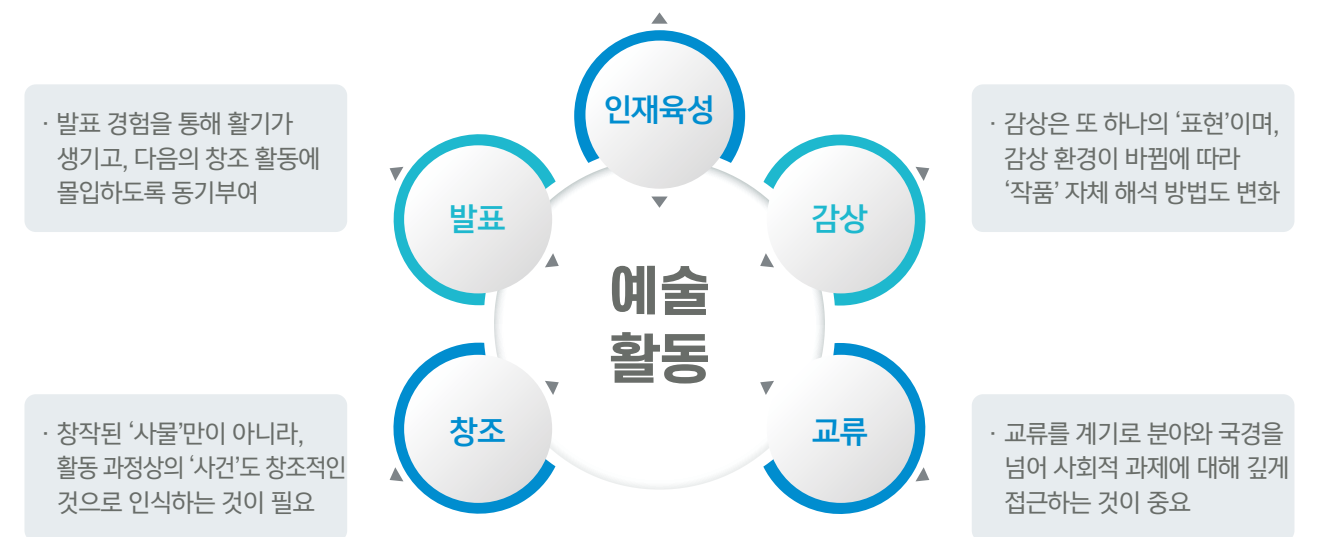 인재육성
· 발표 경험을 통해 활기가
생기고, 다음의 창조 활동에
몰입하도록 동기부여
발표
감상
· 감상은 또 하나의 ‘표현’이며,
감상 환경이 바뀜에 따라
‘작품’ 자체 해석 방법도 변화
예술
활동
· 창작된 ‘사물’만이 아니라,
활동 과정상의 ‘사건’도 창조적인
것으로 인식하는 것이 필요
창조
교류
· 교류를 계기로 분야와 국경을
넘어 사회적 과제에 대해 깊게
접근하는 것이 중요